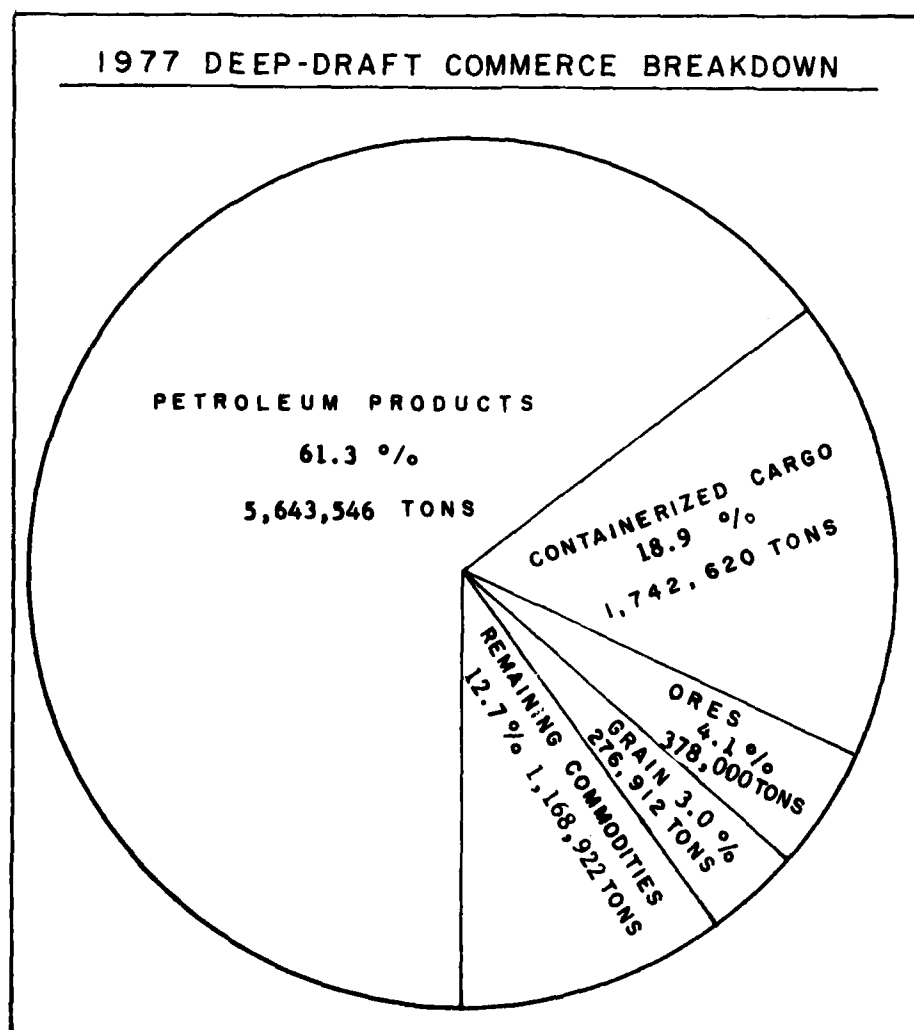 1977 DEEP-DRAFT COMMERCE BREAKDOWN
PETROLEUM PRODUCTS
61.3 %
5,643,546 TONS
CONTAINERIZED CARGO
18.9 %
1,742,620 TONS
ORES
4.1 %
378,000 TONS
GRAIN 3.0 %
276,912 TONS
REMAINING COMMODITIES
12.7 % 1,168,922 TONS